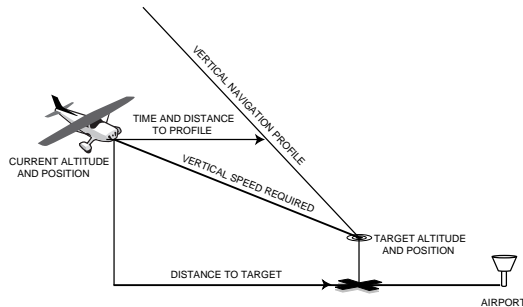 VERTICAL NAVIGATION PROFILE
TIME AND DISTANCE
TO PROFILE
CURRENT ALTITUDE
AND POSITION
VERTICAL SPEED REQUIRED
TARGET ALTITUDE
AND POSITION
DISTANCE TO TARGET
AIRPORT